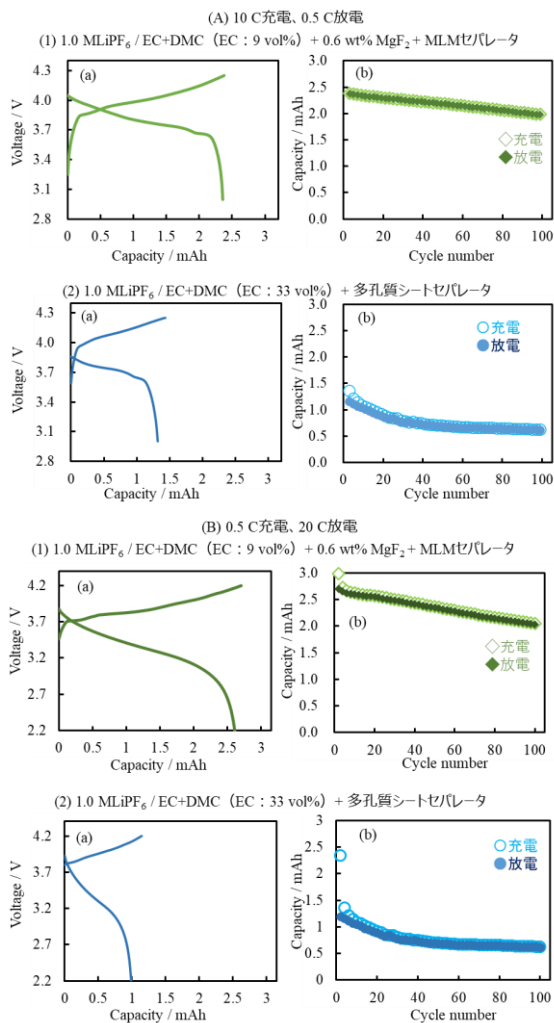 (A) 10 C充電、0.5 C放電
(1) 1.0 MLiPF6 / EC+DMC（EC：9 vol%）+ 0.6 wt% MgF2 + MLMセパレータ
(a)
Voltage / V
4.3
4.0
3.7
3.1
2.8
0 0.5 1 1.5 2 2.5 3
Capacity / mAh
(b)
Capacity / mAh
3.0
2.5
2.0
1.5
1.0
0.5
0.0
充電
放電
0 20 40 60 80 100
Cycle number
(2) 1.0 MLiPF6 / EC+DMC（EC：33 vol%）+ 多孔質シートセパレータ
(a)
Voltage / V
4.3
4.0
3.7
3.1
2.8
0 0.5 1 1.5 2 2.5 3
Capacity / mAh
(b)
Capacity / mAh
3.0
2.5
2.0
1.5
1.0
0.5
0.0
充電
放電
0 20 40 60 80 100
Cycle number
(B) 0.5 C充電、20 C放電
(1) 1.0 MLiPF6 / EC+DMC（EC：9 vol%）+ 0.6 wt% MgF2 + MLMセパレータ
(a)
Voltage / V
4.2
3.7
3.2
2.7
2.2
0 0.5 1 1.5 2 2.5 3
Capacity / mAh
(b)
Capacity / mAh
3.0
2.5
2.0
1.5
1.0
0.5
0.0
充電
放電
0 20 40 60 80 100
Cycle number
(2) 1.0 MLiPF6 / EC+DMC（EC：33 vol%）+ 多孔質シートセパレータ
(a)
Voltage / V
4.2
3.7
3.2
2.7
2.2
0 0.5 1 1.5 2 2.5 3
Capacity / mAh
(b)
Capacity / mAh
3
2.5
2
1.5
1
0.5
0
充電
放電
0 20 40 60 80 100
Cycle number